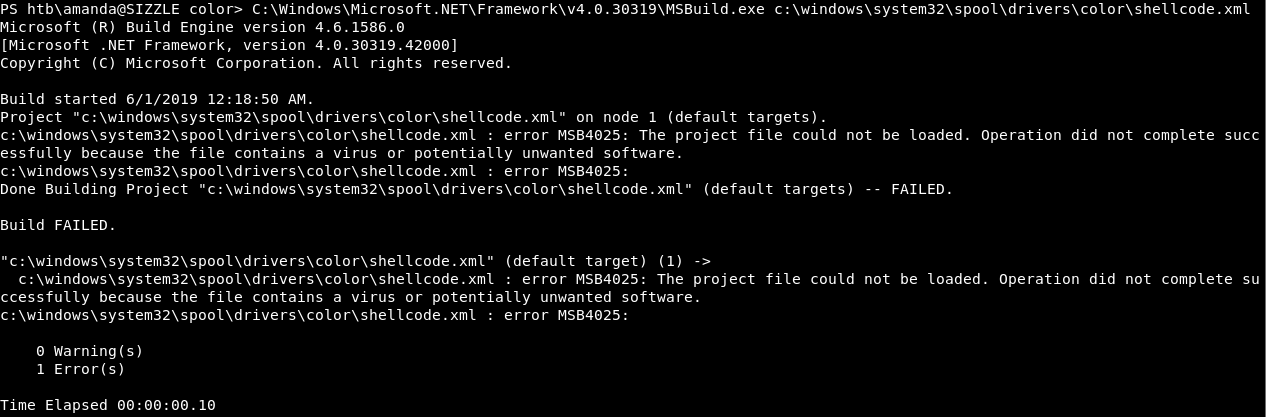 PS htb\amanda@SIZZLE color> C:\Windows\Microsoft.NET\Framework\v4.0.30319\MSBuild.exe c:\windows\system32\spool\drivers\color\shellcode.xml
Microsoft (R) Build Engine version 4.6.1586.0
[Microsoft .NET Framework, version 4.0.30319.42000]
Copyright (C) Microsoft Corporation. All rights reserved.

Build started 6/1/2019 12:18:50 AM.
Project "c:\windows\system32\spool\drivers\color\shellcode.xml" on node 1 (default targets).
c:\windows\system32\spool\drivers\color\shellcode.xml : error MSB4025: The project file could not be loaded. Operation did not complete succ
essfully because the file contains a virus or potentially unwanted software.
c:\windows\system32\spool\drivers\color\shellcode.xml : error MSB4025:
Done Building Project "c:\windows\system32\spool\drivers\color\shellcode.xml" (default targets) -- FAILED.

Build FAILED.

"c:\windows\system32\spool\drivers\color\shellcode.xml" (default target) (1) ->
  c:\windows\system32\spool\drivers\color\shellcode.xml : error MSB4025: The project file could not be loaded. Operation did not complete su
ccessfully because the file contains a virus or potentially unwanted software.
c:\windows\system32\spool\drivers\color\shellcode.xml : error MSB4025:

    0 Warning(s)
    1 Error(s)

Time Elapsed 00:00:00.10